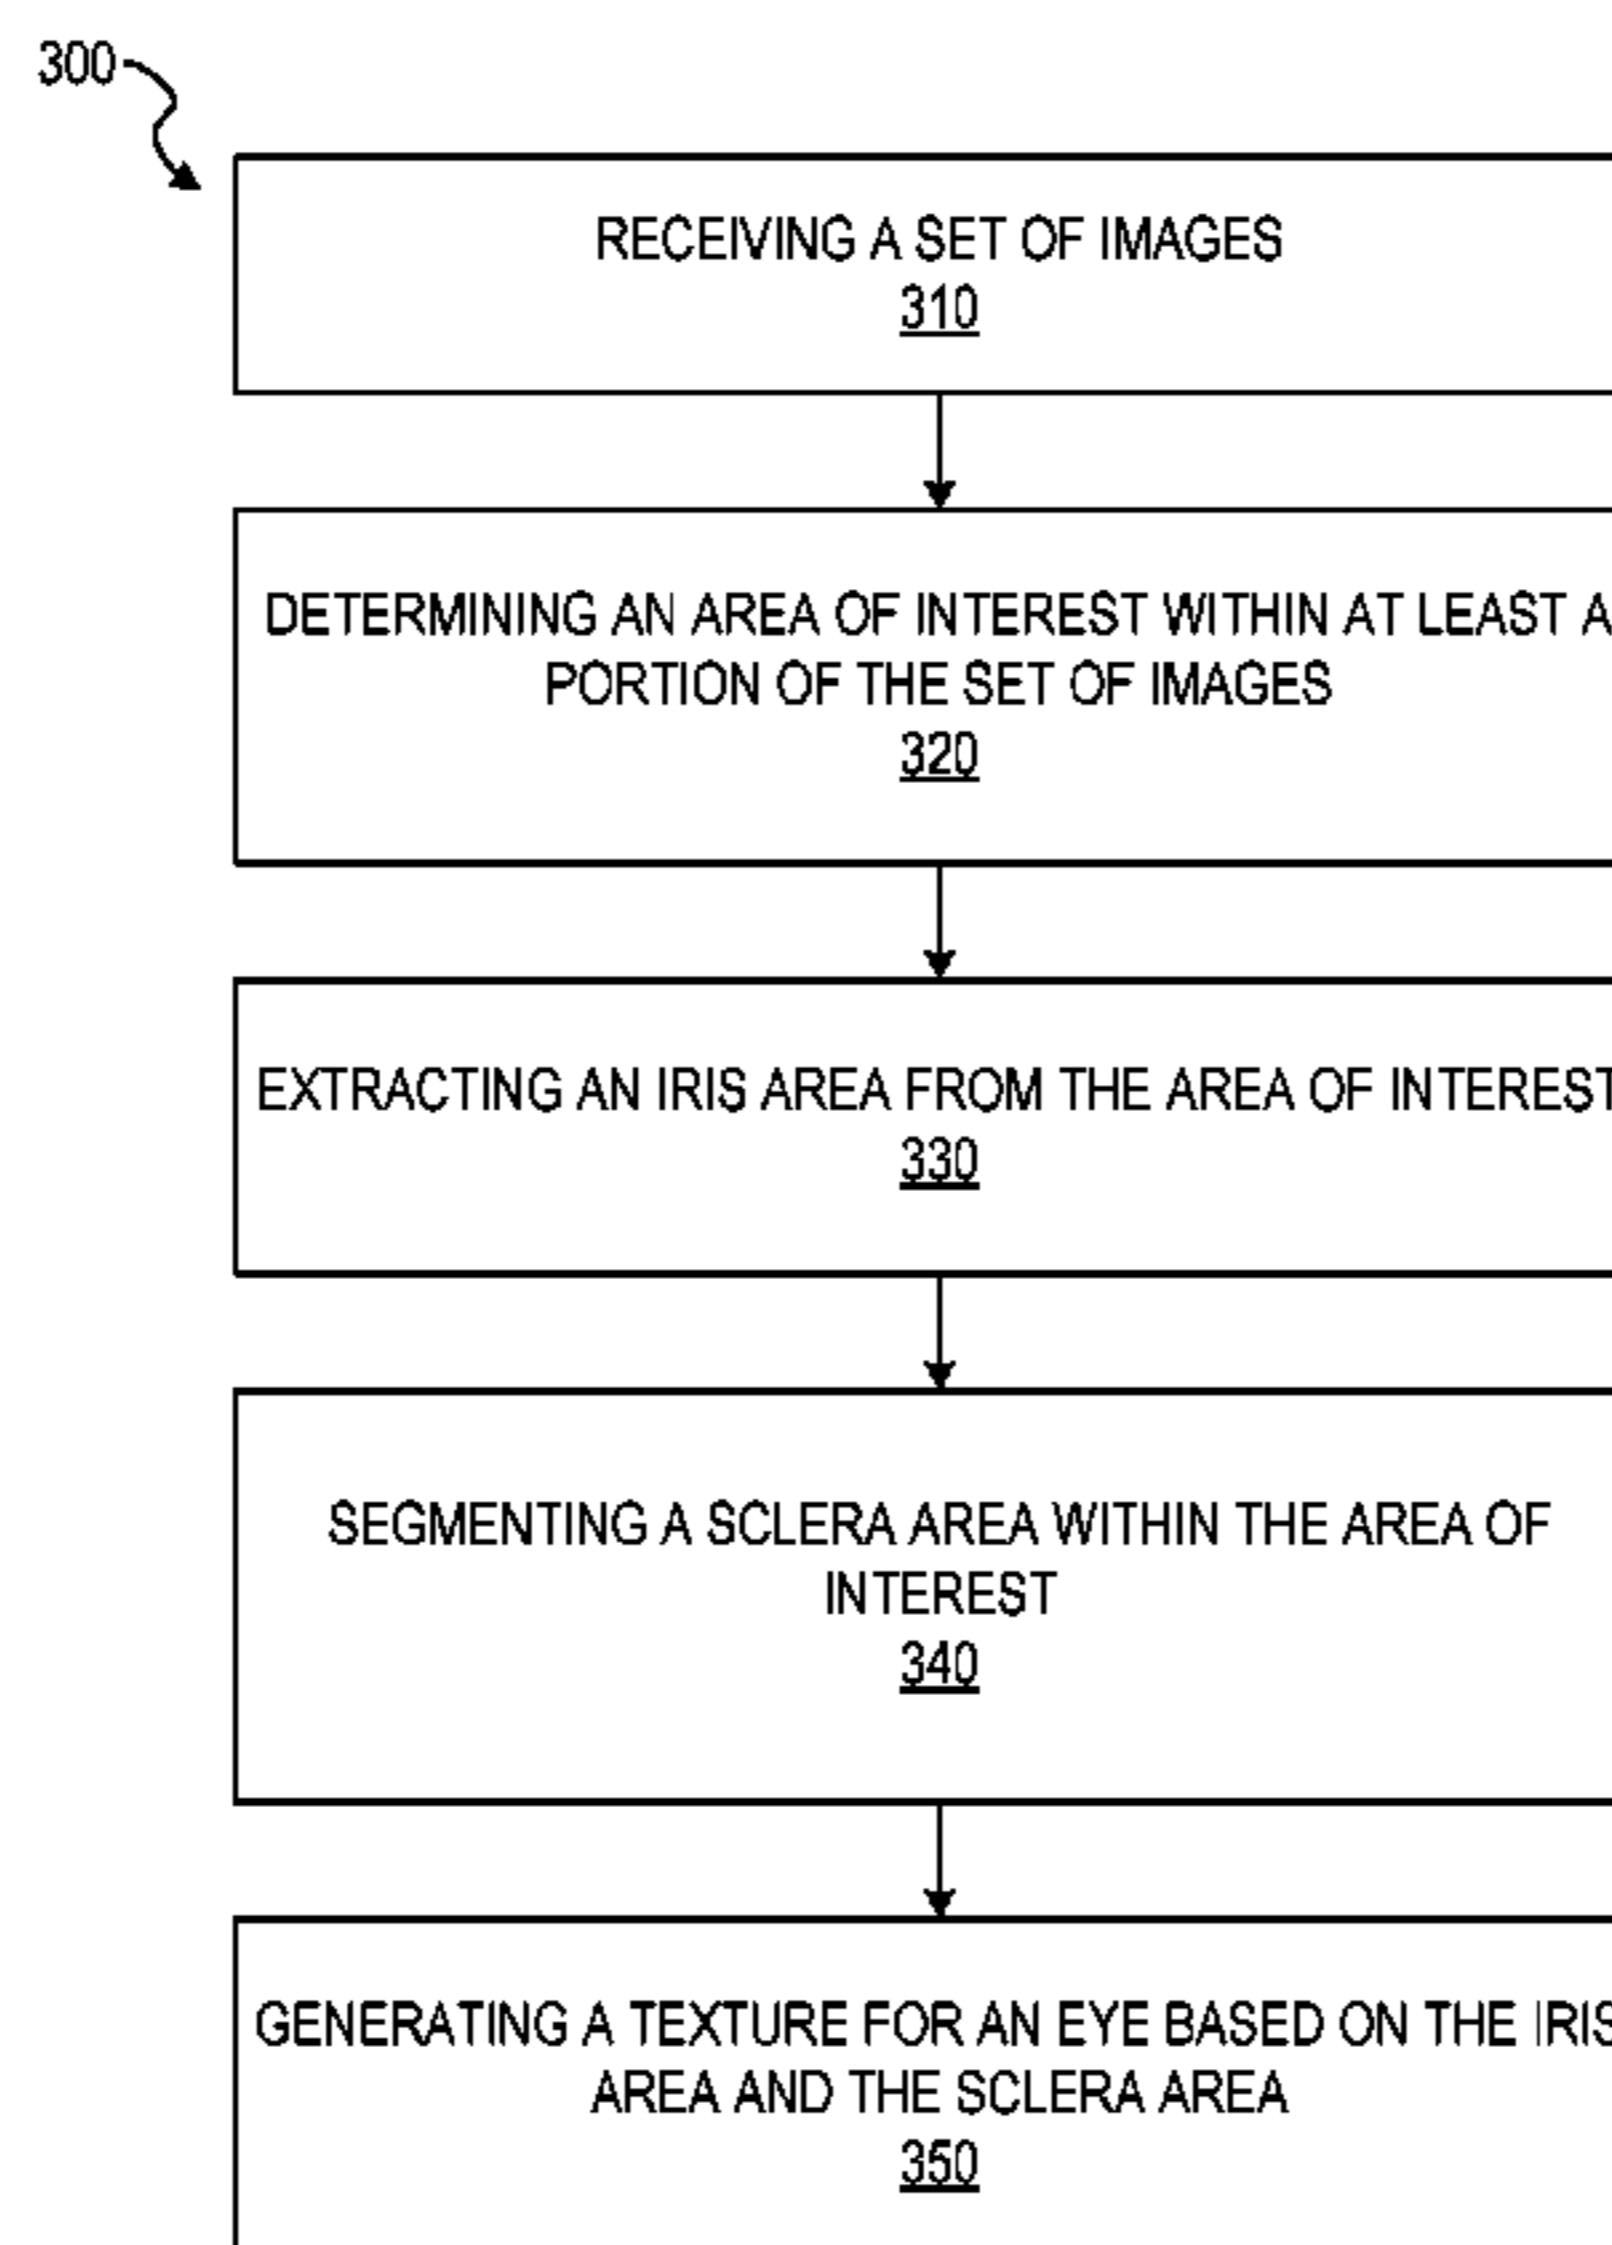 300
RECEIVING A SET OF IMAGES
310
DETERMINING AN AREA OF INTEREST WITHIN AT LEAST A
PORTION OF THE SET OF IMAGES
320
EXTRACTING AN IRIS AREA FROM THE AREA OF INTEREST
330
SEGMENTING A SCLERA AREA WITHIN THE AREA OF
INTEREST
340
GENERATING A TEXTURE FOR AN EYE BASED ON THE IRIS
AREA AND THE SCLERA AREA
350